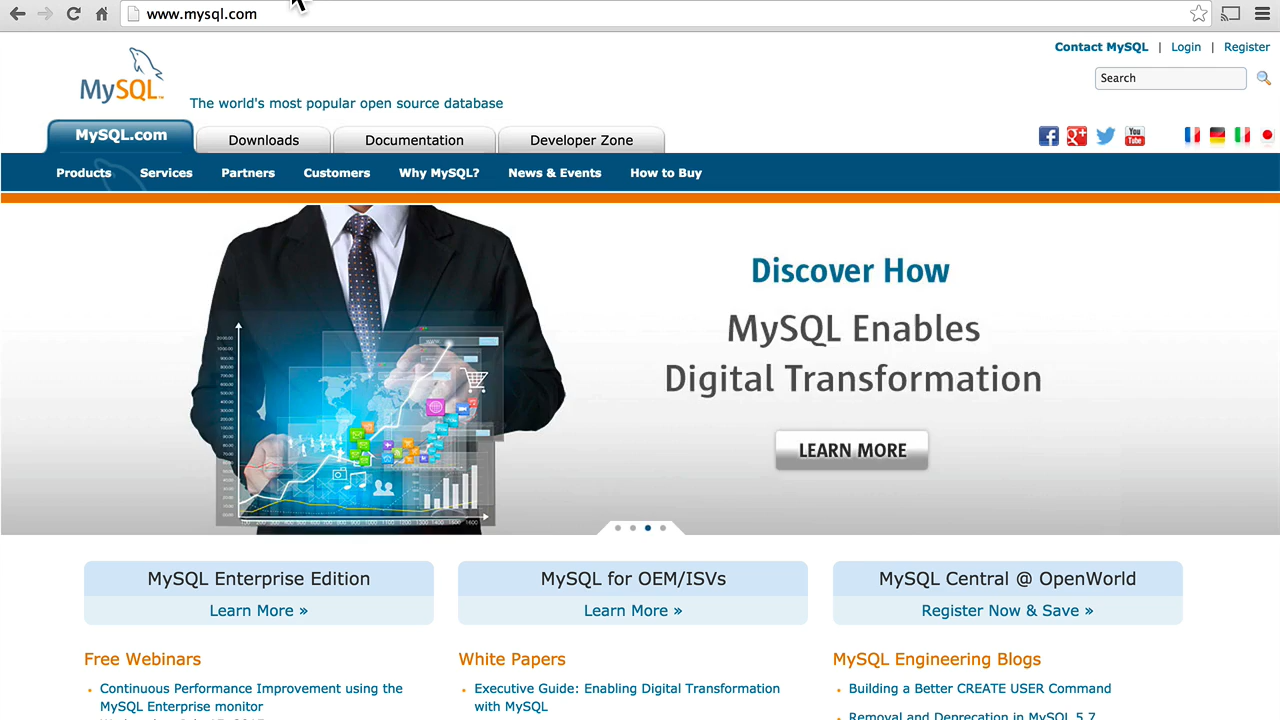 www.mysql.com
Contact MySQL | Login | Register
Search
MySQL™
The world's most popular open source database
MySQL.com
Downloads
Documentation
Developer Zone
You
Tube
Products
Services
Partners
Customers
Why MySQL?
News & Events
How to Buy
Discover How
MySQL Enables
Digital Transformation
LEARN MORE
MySQL Enterprise Edition
Learn More »
MySQL for OEM/ISVs
Learn More »
MySQL Central @ OpenWorld
Register Now & Save »
Free Webinars
Continuous Performance Improvement using the
MySQL Enterprise monitor
White Papers
Executive Guide: Enabling Digital Transformation
with MySQL
MySQL Engineering Blogs
Building a Better CREATE USER Command
Removal and Deprecation in MySQL 5.7